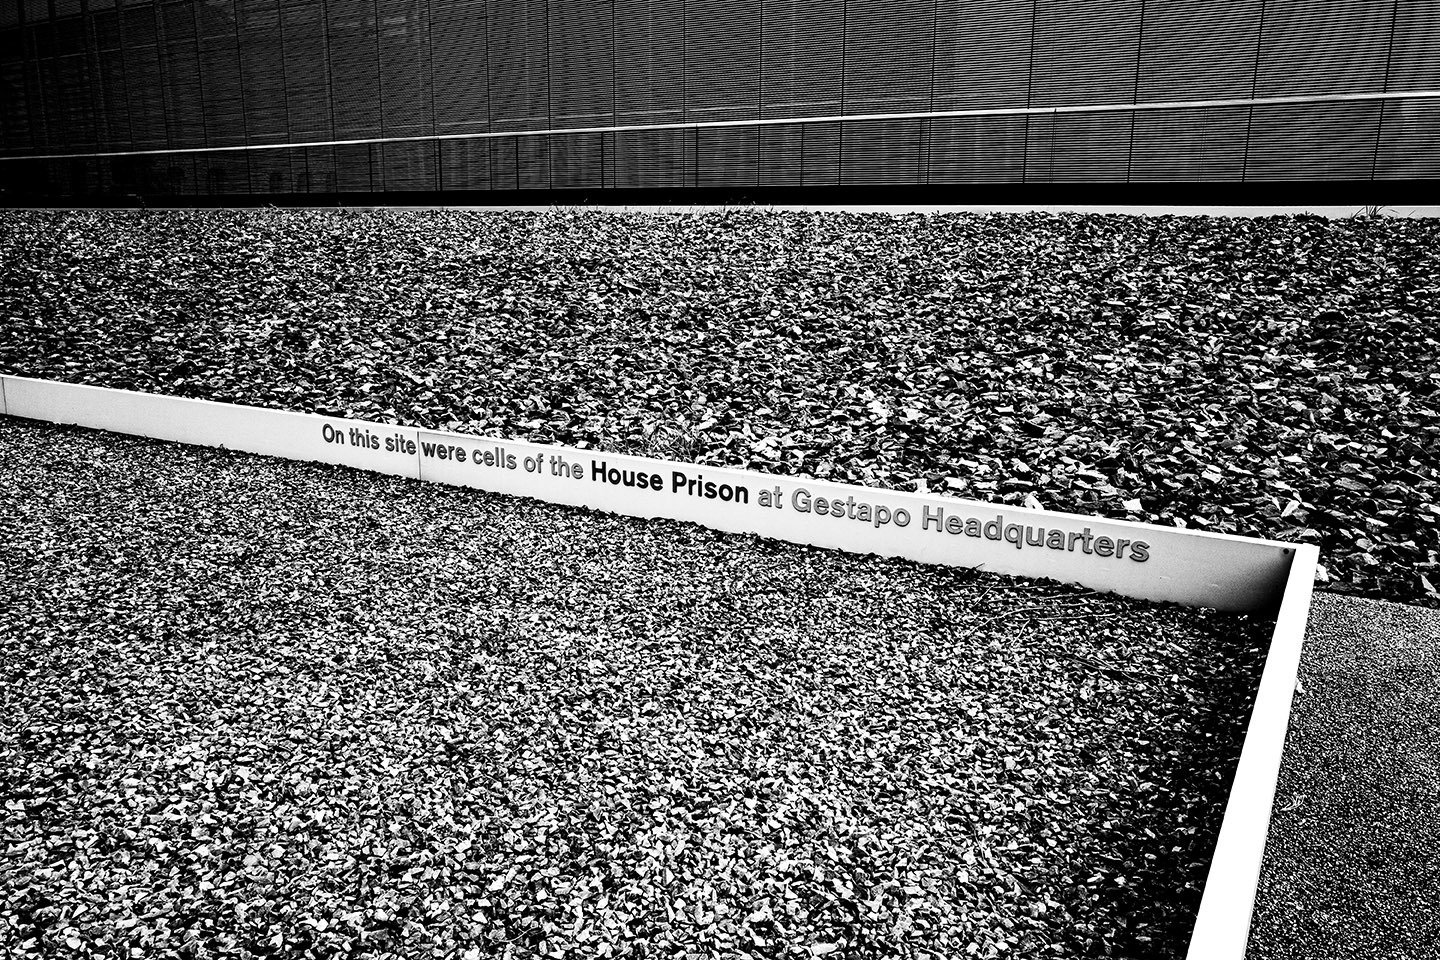 On this site were cells of the House Prison at Gestapo Headquarters